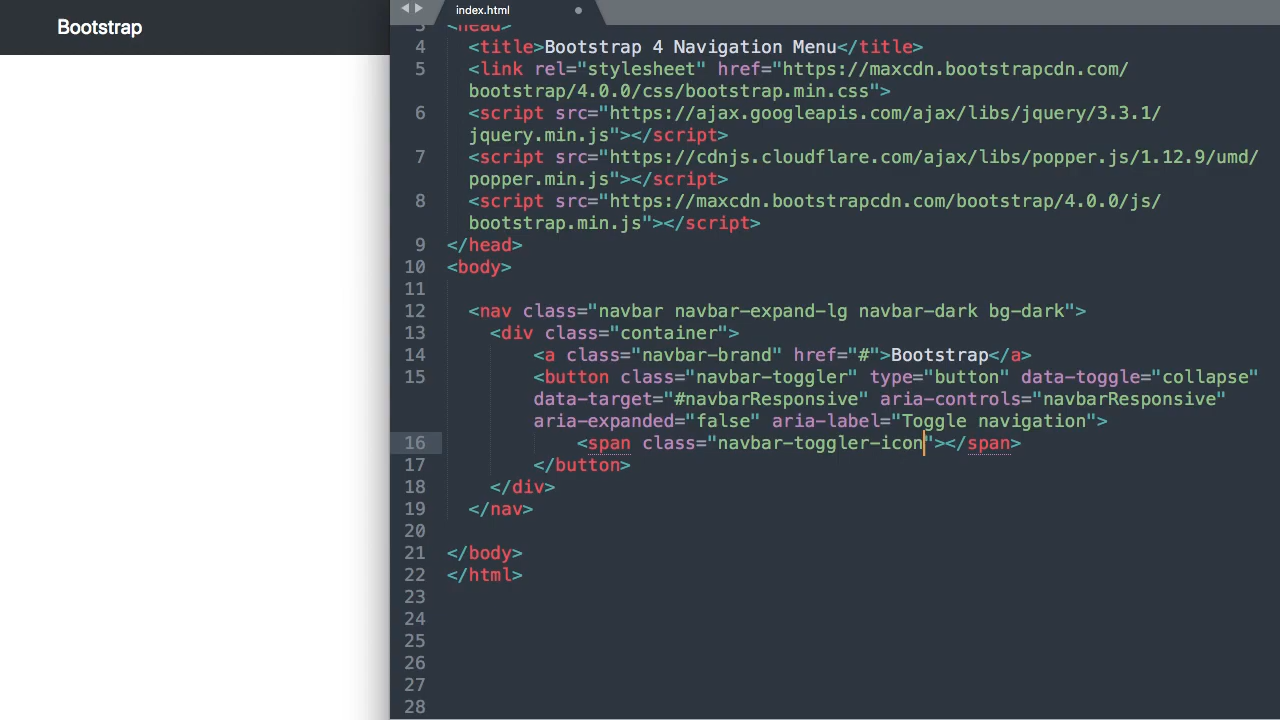 Bootstrap
index.html
3 <head>
4 <title>Bootstrap 4 Navigation Menu</title>
5 <link rel="stylesheet" href="https://maxcdn.bootstrapcdn.com/
bootstrap/4.0.0/css/bootstrap.min.css">
6 <script src="https://ajax.googleapis.com/ajax/libs/jquery/3.3.1/
jquery.min.js"></script>
7 <script src="https://cdnjs.cloudflare.com/ajax/libs/popper.js/1.12.9/umd/
popper.min.js"></script>
8 <script src="https://maxcdn.bootstrapcdn.com/bootstrap/4.0.0/js/
bootstrap.min.js"></script>
9 </head>
10 <body>
11
12 <nav class="navbar navbar-expand-lg navbar-dark bg-dark">
13 <div class="container">
14 <a class="navbar-brand" href="#">Bootstrap</a>
15 <button class="navbar-toggler" type="button" data-toggle="collapse"
data-target="#navbarResponsive" aria-controls="navbarResponsive"
aria-expanded="false" aria-label="Toggle navigation">
16 <span class="navbar-toggler-icon"></span>
17 </button>
18 </div>
19 </nav>
20
21 </body>
22 </html>
23
24
25
26
27
28